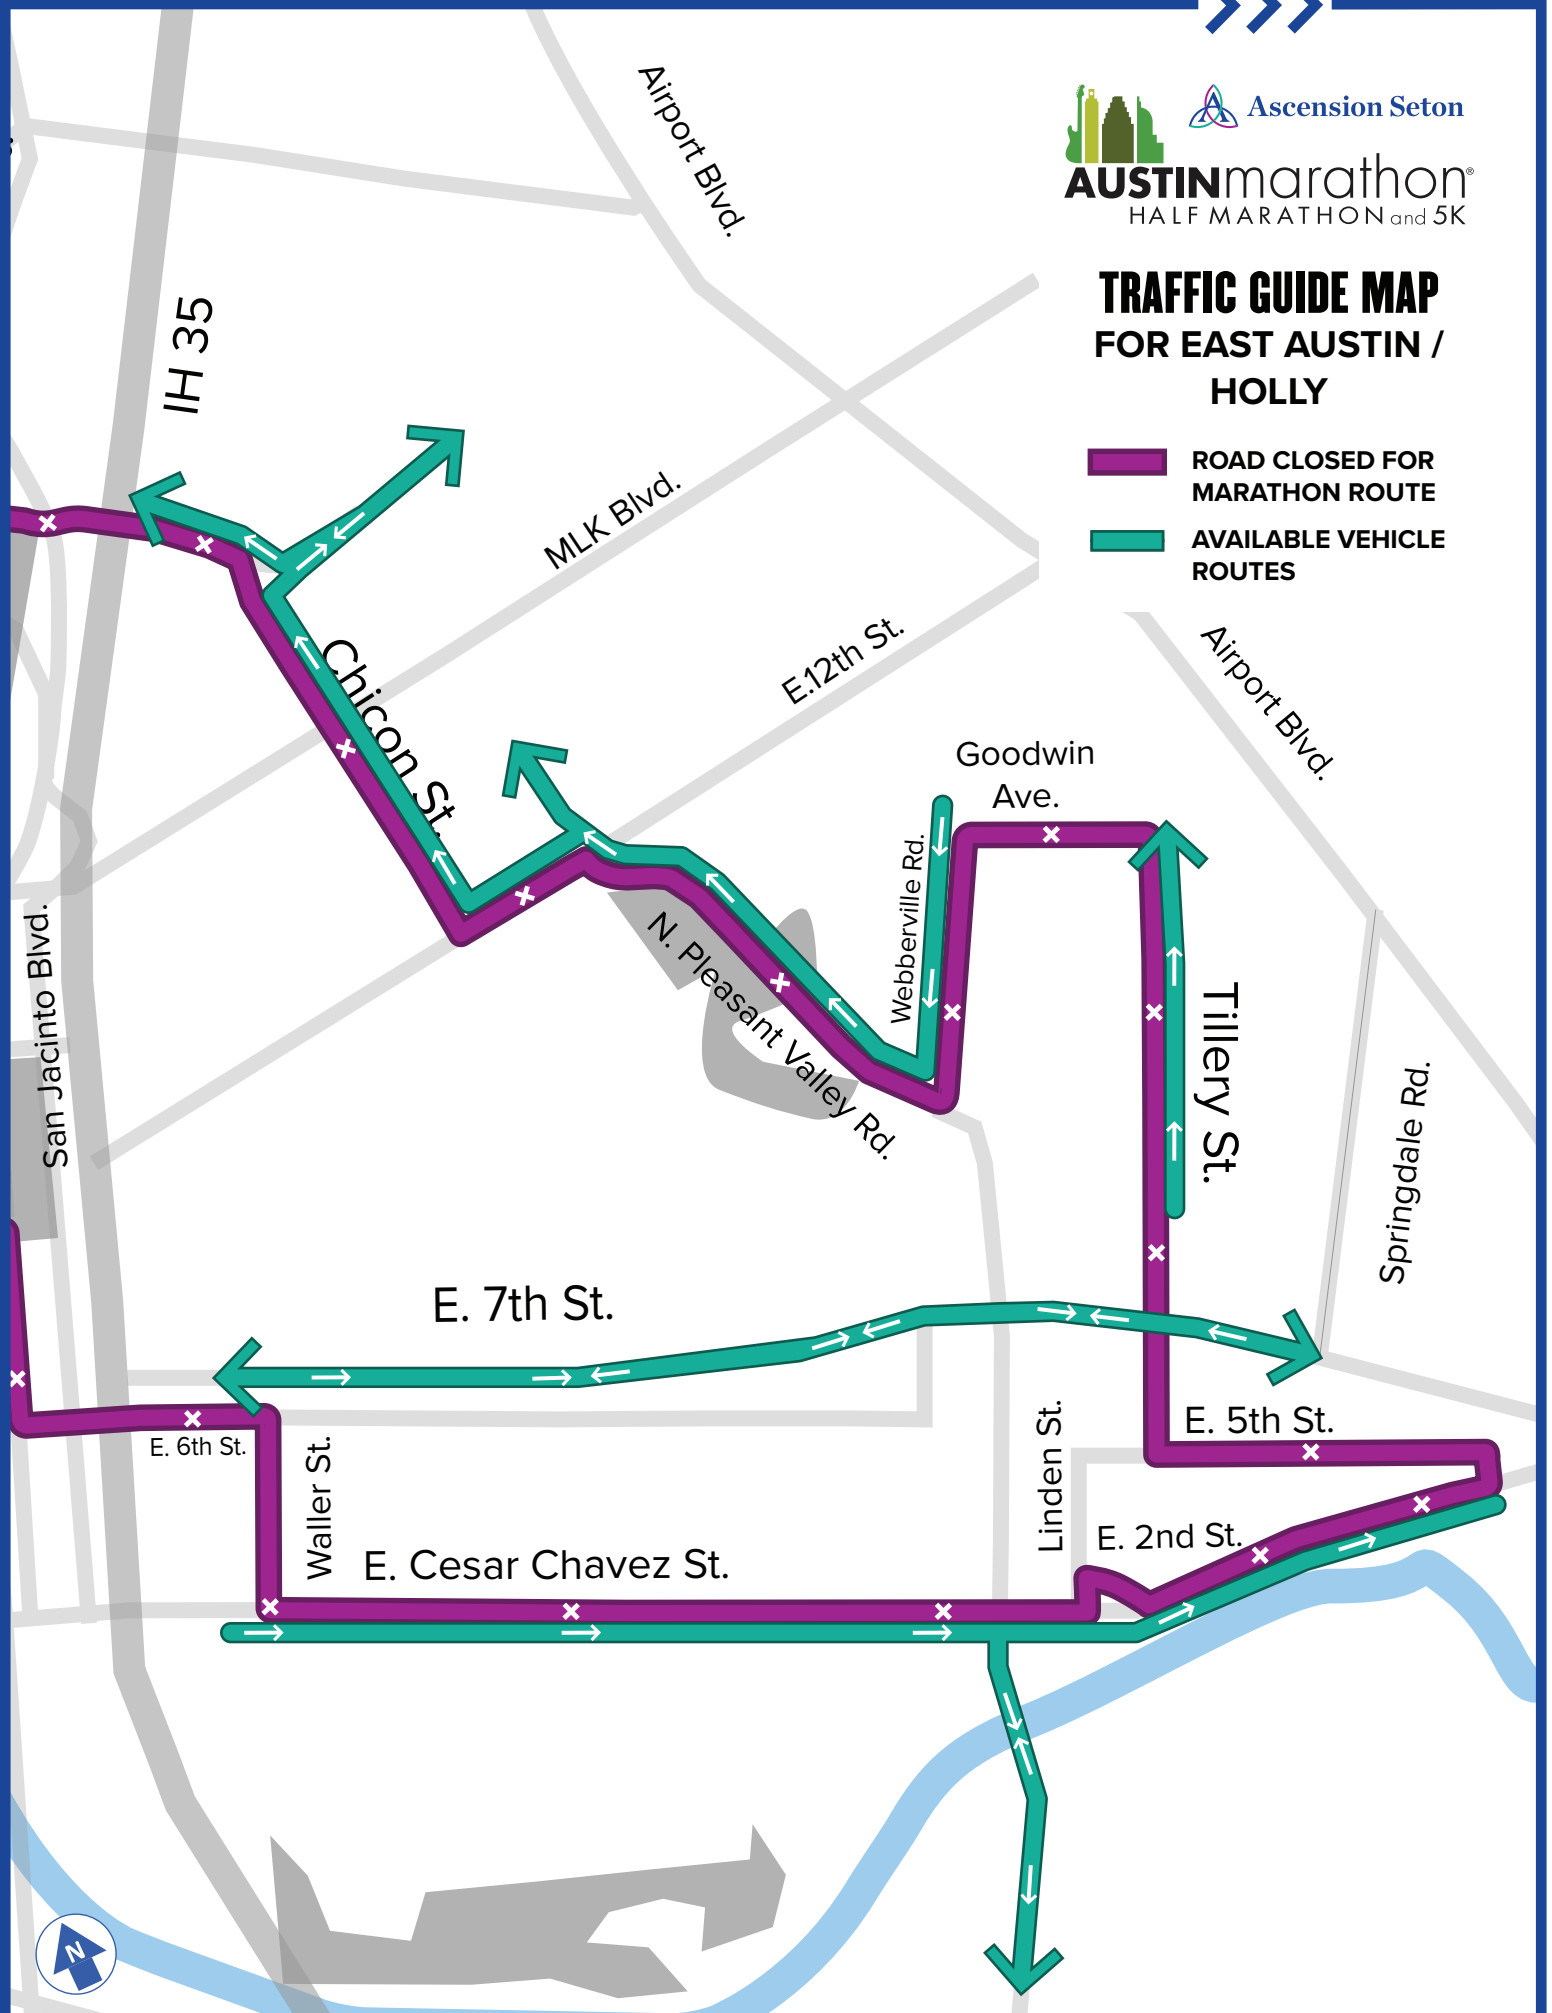 Ascension Seton
AUSTINmarathon®
HALF MARATHON and 5K
TRAFFIC GUIDE MAP
FOR EAST AUSTIN /
HOLLY
ROAD CLOSED FOR
MARATHON ROUTE
AVAILABLE VEHICLE
ROUTES
Airport Blvd.
IH 35
MLK Blvd.
E.12th St.
Airport Blvd.
Chicon St.
Goodwin
Ave.
Webberville Rd.
N. Pleasant Valley Rd.
San Jacinto Blvd.
Tillery St.
Springdale Rd.
E. 7th St.
E. 5th St.
E. 6th St.
Waller St.
Linden St.
E. 2nd St.
E. Cesar Chavez St.
N